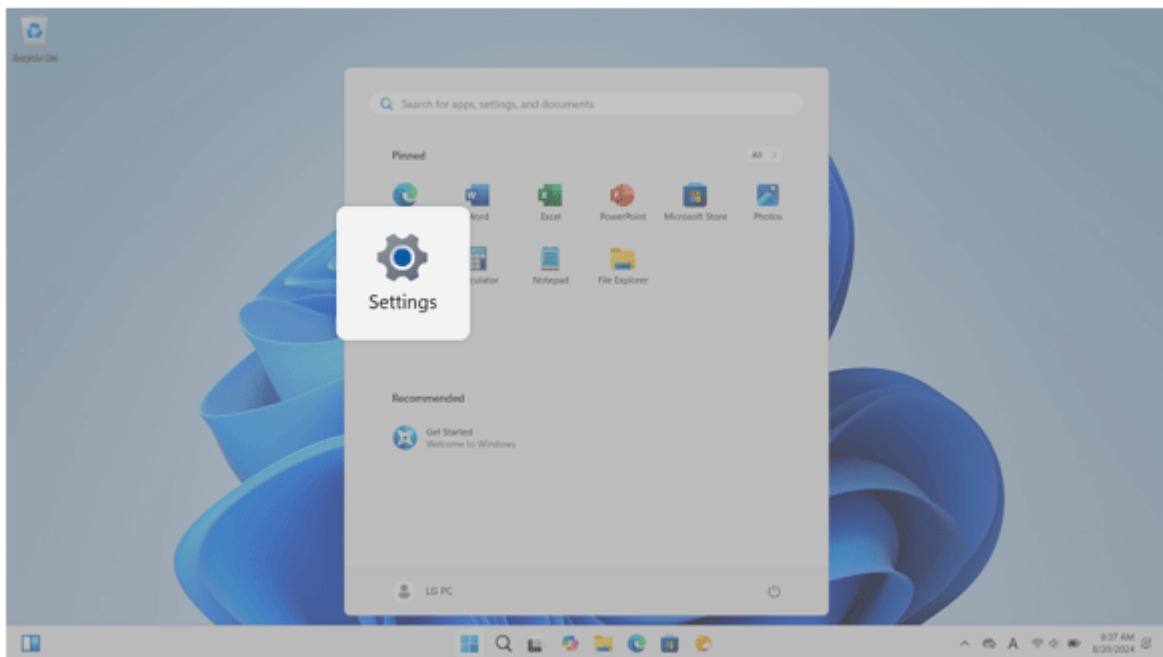 Recycle Bin
Search for apps, settings, and documents
Pinned
All >
Word
Excel
PowerPoint
Microsoft Store
Photos
Settings
culator
Notepad
File Explorer
Recommended
Get Started
Welcome to Windows
LG PC
A
8:37 AM
8/20/2024